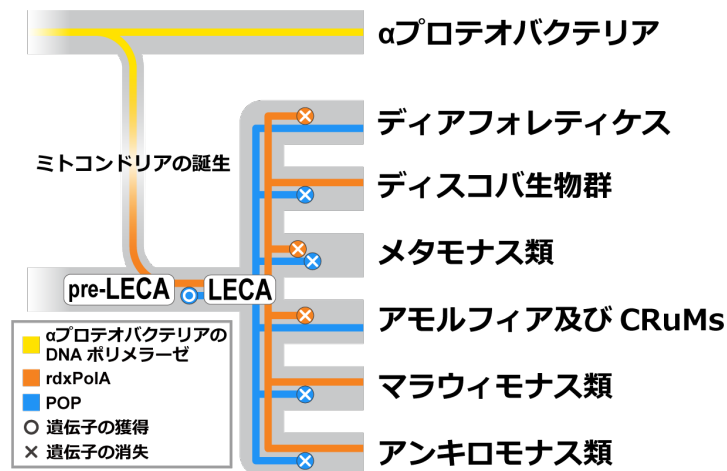 αプロテオバクテリア
ディアフォレティケス
ミトコンドリアの誕生
ディスコバ生物群
メタモナス類
pre-LECA
LECA
アモルフィア及び CRuMs
αプロテオバクテリアの
DNA ポリメラーゼ
rdxPolA
POP
遺伝子の獲得
遺伝子の消失
マラウィモナス類
アンキロモナス類